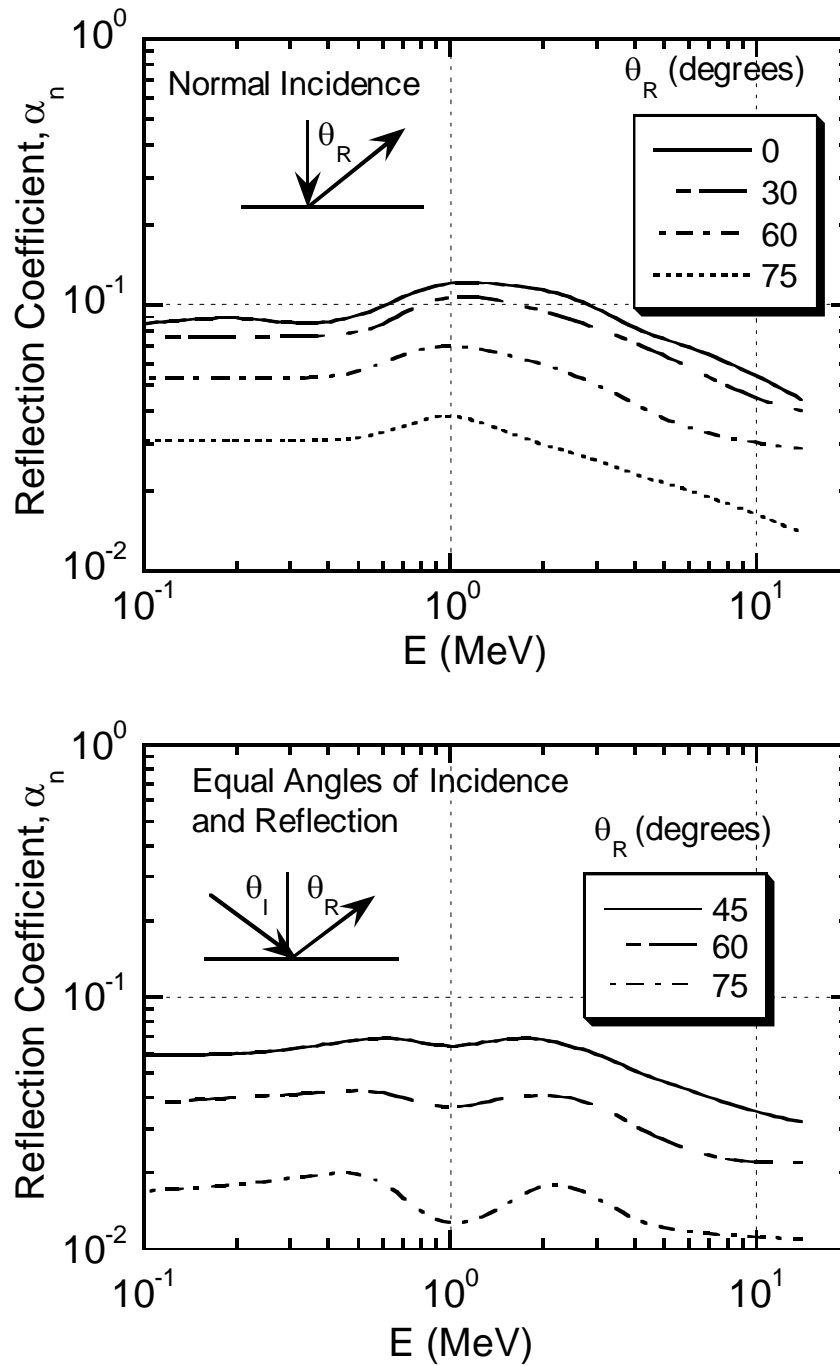 10^0
10^-1
10^-2
Reflection Coefficient, α_n
Normal Incidence
θ_R
θ_R (degrees)
0
30
60
75
10^-1
10^0
10^1
E (MeV)
10^0
10^-1
10^-2
Reflection Coefficient, α_n
Equal Angles of Incidence
and Reflection
θ_I
θ_R
θ_R (degrees)
45
60
75
10^-1
10^0
10^1
E (MeV)